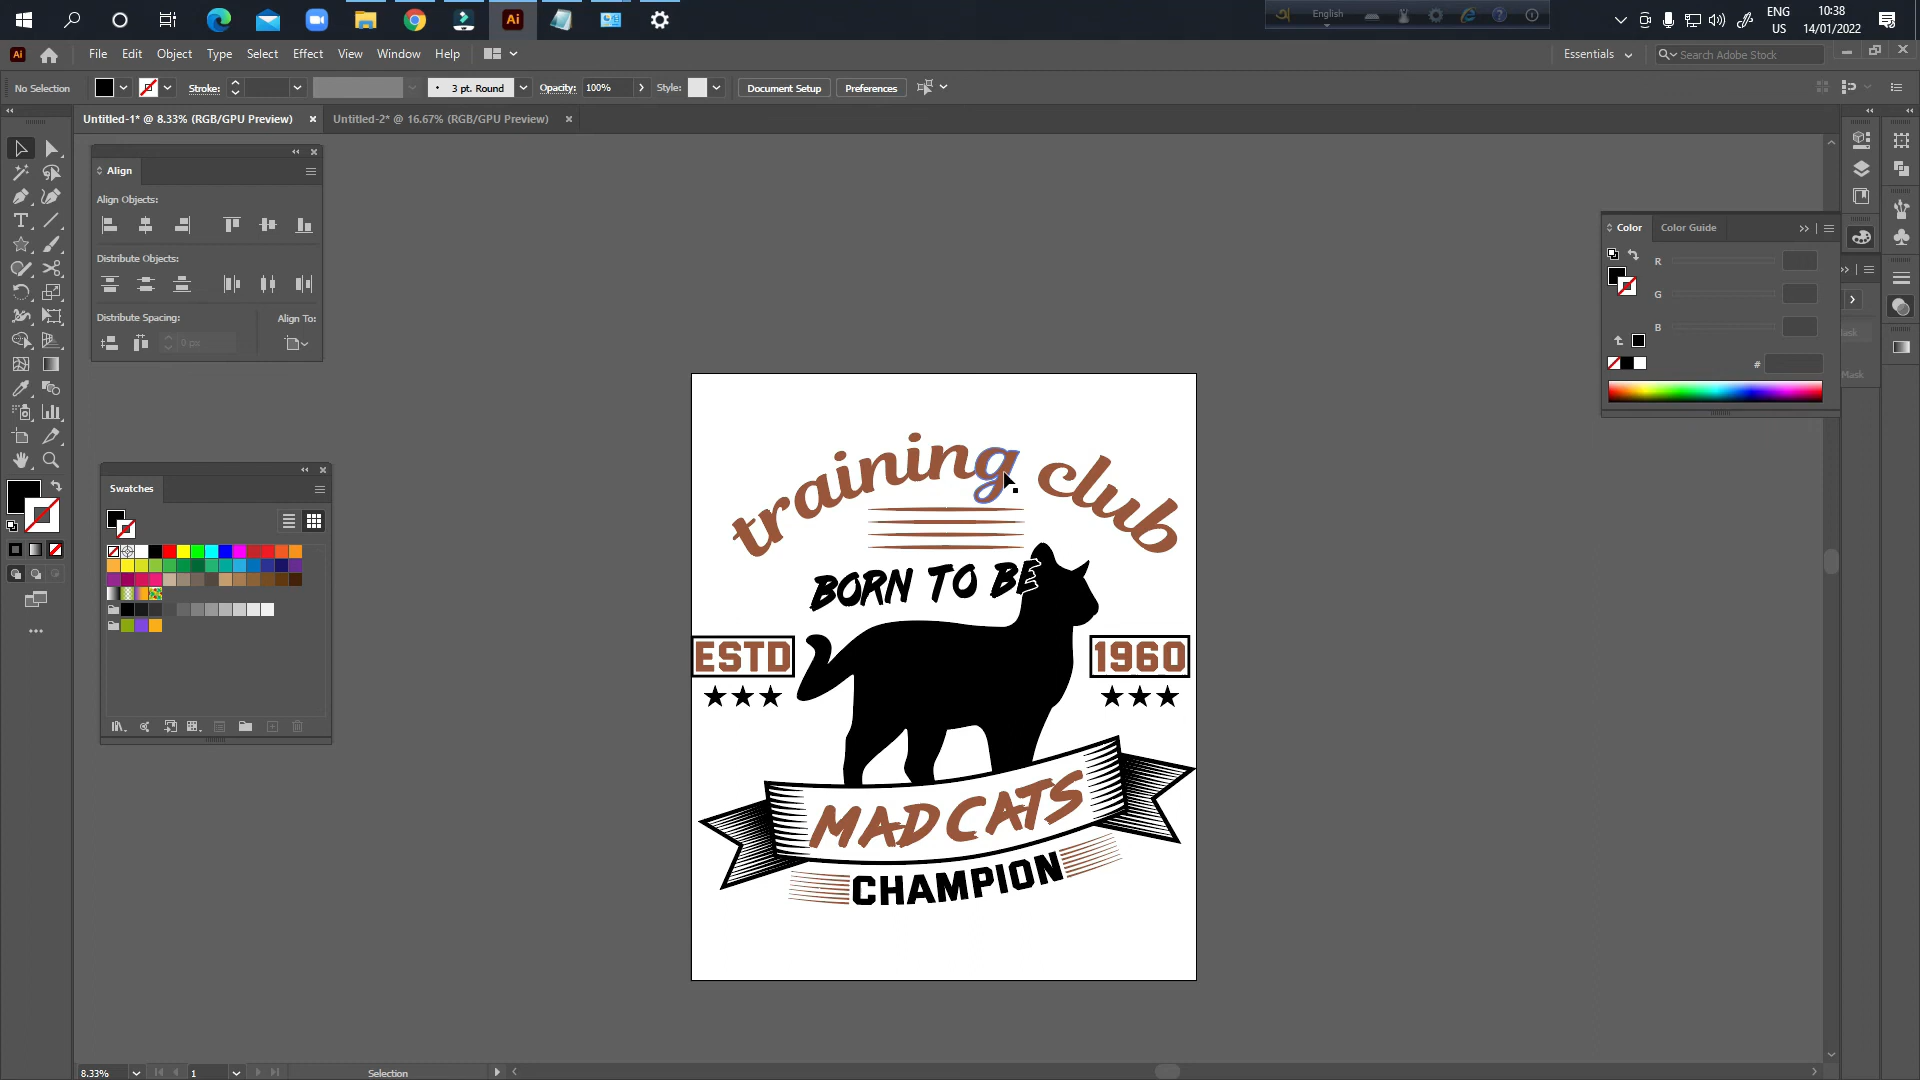 English
ENG
US
10:38
14/01/2022
Ai
File Edit Object Type Select Effect View Window Help
Essentials
Search Adobe Stock
No Selection
Stroke:
3 pt. Round
Opacity: 100%
Style:
Document Setup
Preferences
Untitled-1* @ 8.33% (RGB/GPU Preview)
Untitled-2* @ 16.67% (RGB/GPU Preview)
Align
Align Objects:
Distribute Objects:
Distribute Spacing:
Align To:
0 px
Swatches
Color
Color Guide
R
G
B
#
Mask
training club
BORN TO BE
ESTD
1960
MADCATS
CHAMPION
8.33%
1
Selection